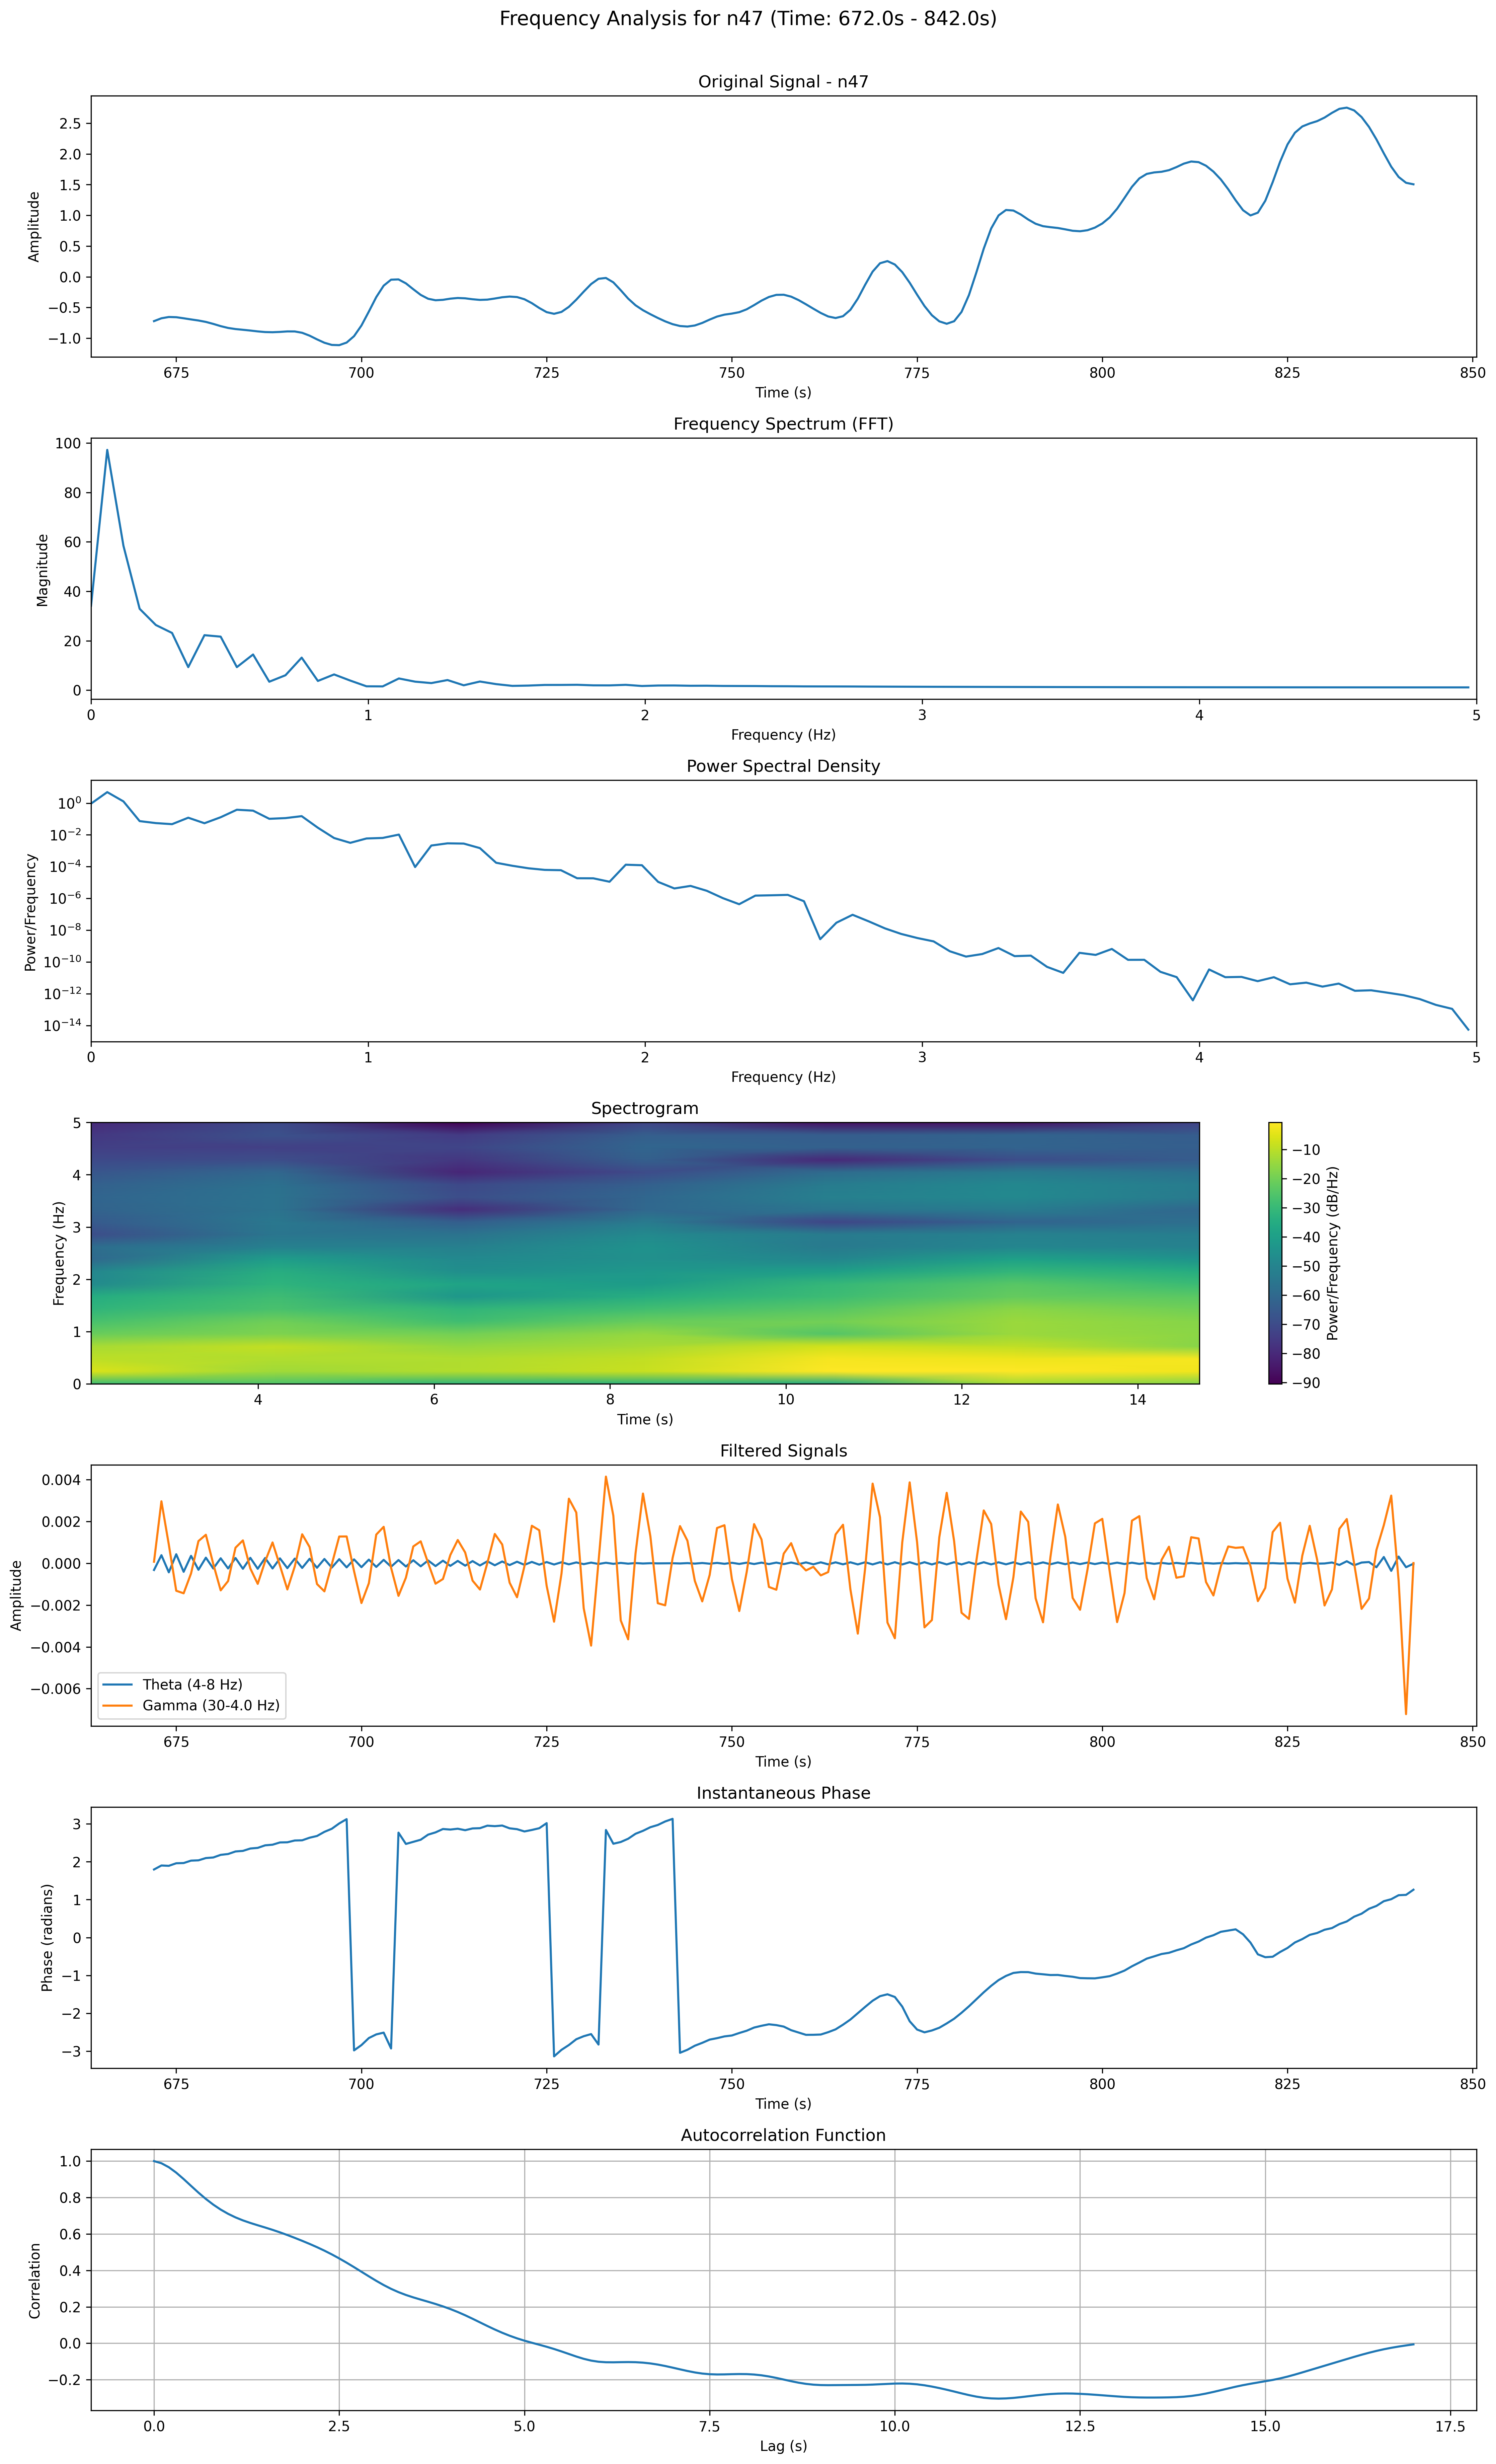 Frequency Analysis for n47 (Time: 672.0s - 842.0s)
Original Signal - n47
Amplitude
2.5
2.0
1.5
1.0
0.5
0.0
−0.5
−1.0
675 700 725 750 775 800 825 850
Time (s)
Frequency Spectrum (FFT)
Magnitude
100
80
60
40
20
0
0 1 2 3 4 5
Frequency (Hz)
Power Spectral Density
Power/Frequency
10⁰
10⁻²
10⁻⁴
10⁻⁶
10⁻⁸
10⁻¹⁰
10⁻¹²
10⁻¹⁴
0 1 2 3 4 5
Frequency (Hz)
Spectrogram
Frequency (Hz)
5
4
3
2
1
0
4 6 8 10 12 14
Time (s)
−10
−20
−30
−40
−50
−60
−70
−80
−90
Power/Frequency (dB/Hz)
Filtered Signals
Amplitude
0.004
0.002
0.000
−0.002
−0.004
−0.006
Theta (4-8 Hz)
Gamma (30-4.0 Hz)
675 700 725 750 775 800 825 850
Time (s)
Instantaneous Phase
Phase (radians)
3
2
1
0
−1
−2
−3
675 700 725 750 775 800 825 850
Time (s)
Autocorrelation Function
Correlation
1.0
0.8
0.6
0.4
0.2
0.0
−0.2
0.0 2.5 5.0 7.5 10.0 12.5 15.0 17.5
Lag (s)